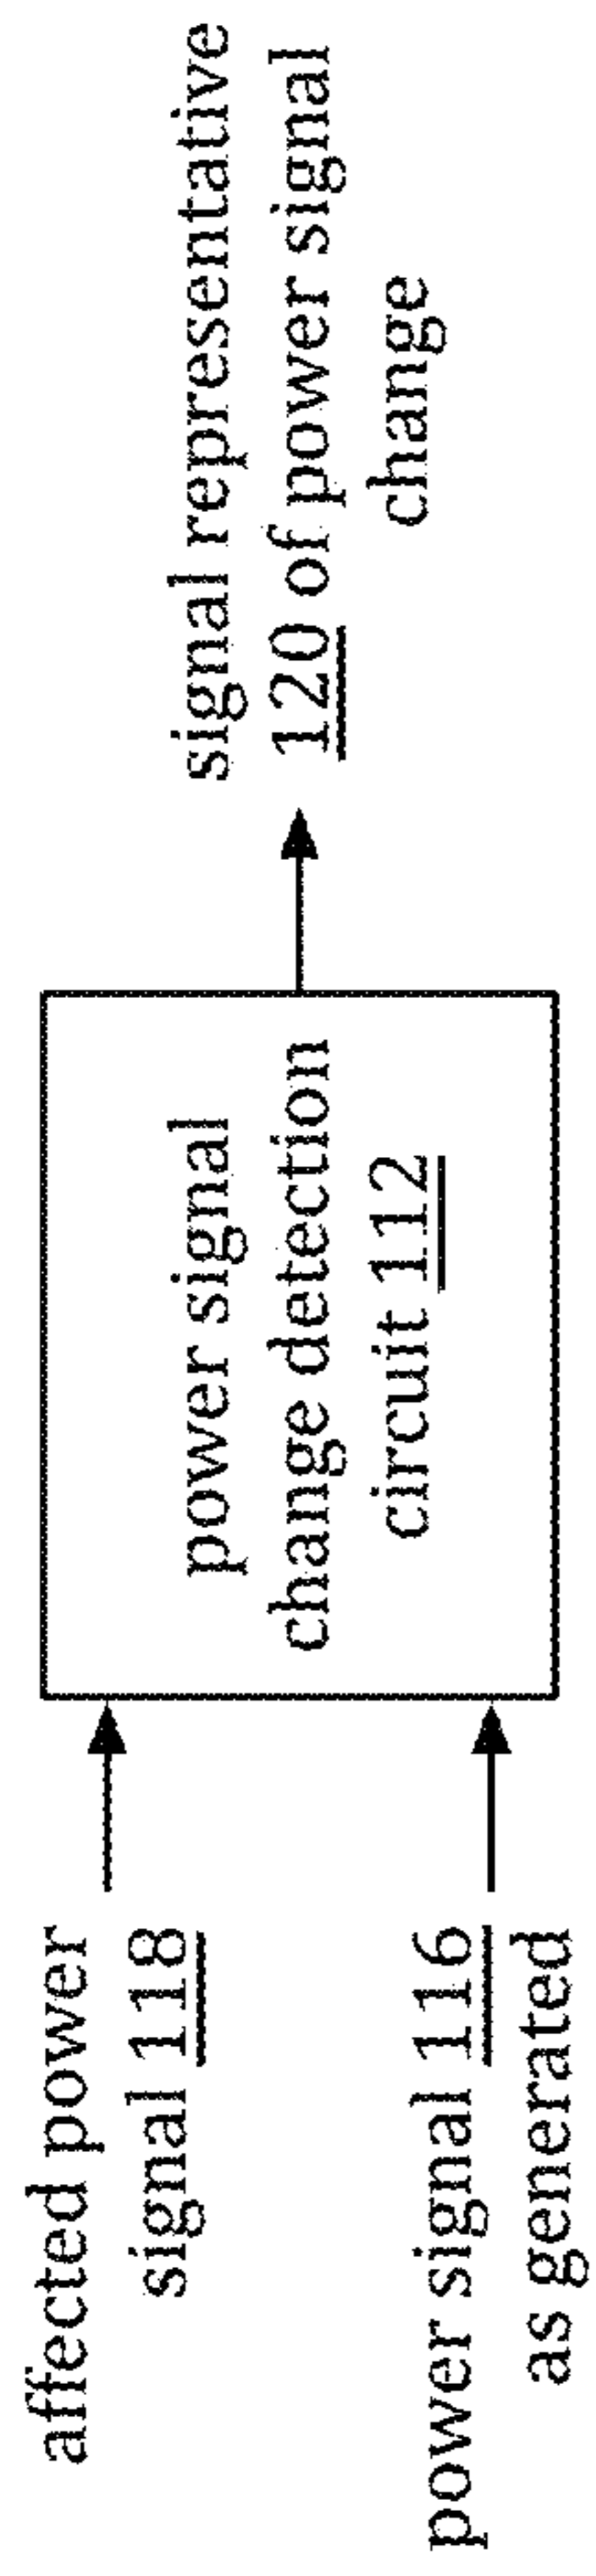 affected power
signal 118
power signal 116
as generated
power signal
change detection
circuit 112
signal representative
120 of power signal
change